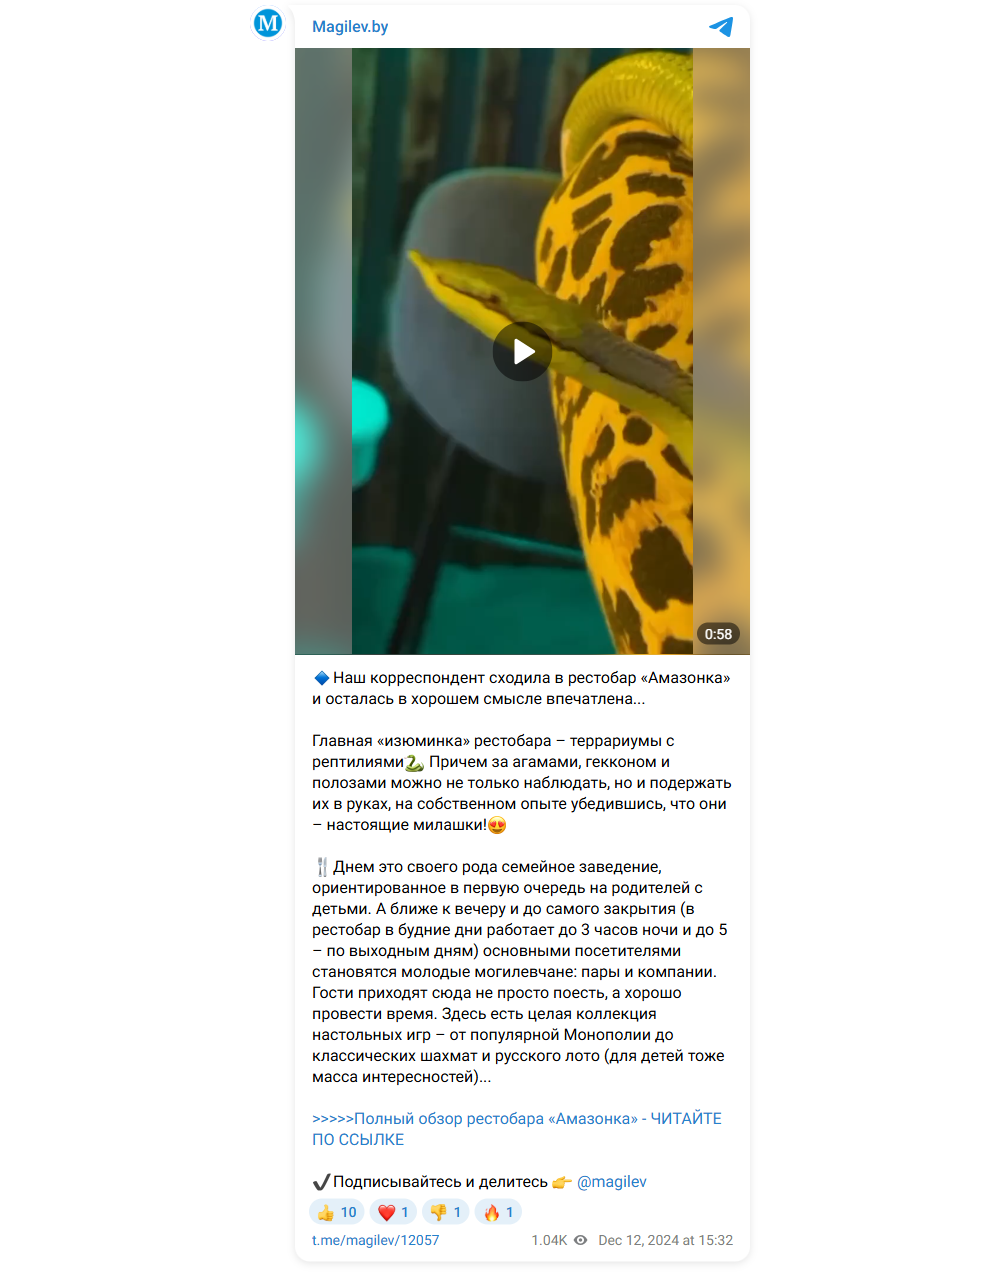 M
Magilev.by
0:58
🔷Наш корреспондент сходила в рестобар «Амазонка»
и осталась в хорошем смысле впечатлена...
Главная «изюминка» рестобара – террариумы с
рептилиями🐍 Причем за агамами, гекконом и
полозами можно не только наблюдать, но и подержать
их в руках, на собственном опыте убедившись, что они
– настоящие милашки!😍
🍴Днем это своего рода семейное заведение,
ориентированное в первую очередь на родителей с
детьми. А ближе к вечеру и до самого закрытия (в
рестобар в будние дни работает до 3 часов ночи и до 5
– по выходным дням) основными посетителями
становятся молодые могилевчане: пары и компании.
Гости приходят сюда не просто поесть, а хорошо
провести время. Здесь есть целая коллекция
настольных игр – от популярной Монополии до
классических шахмат и русского лото (для детей тоже
масса интересностей)...
>>>>>Полный обзор рестобара «Амазонка» - ЧИТАЙТЕ
ПО ССЫЛКЕ
✔Подписывайтесь и делитесь 👉 @magilev
👍 10 ❤ 1 👎 1 🔥 1
t.me/magilev/12057 1.04K Dec 12, 2024 at 15:32